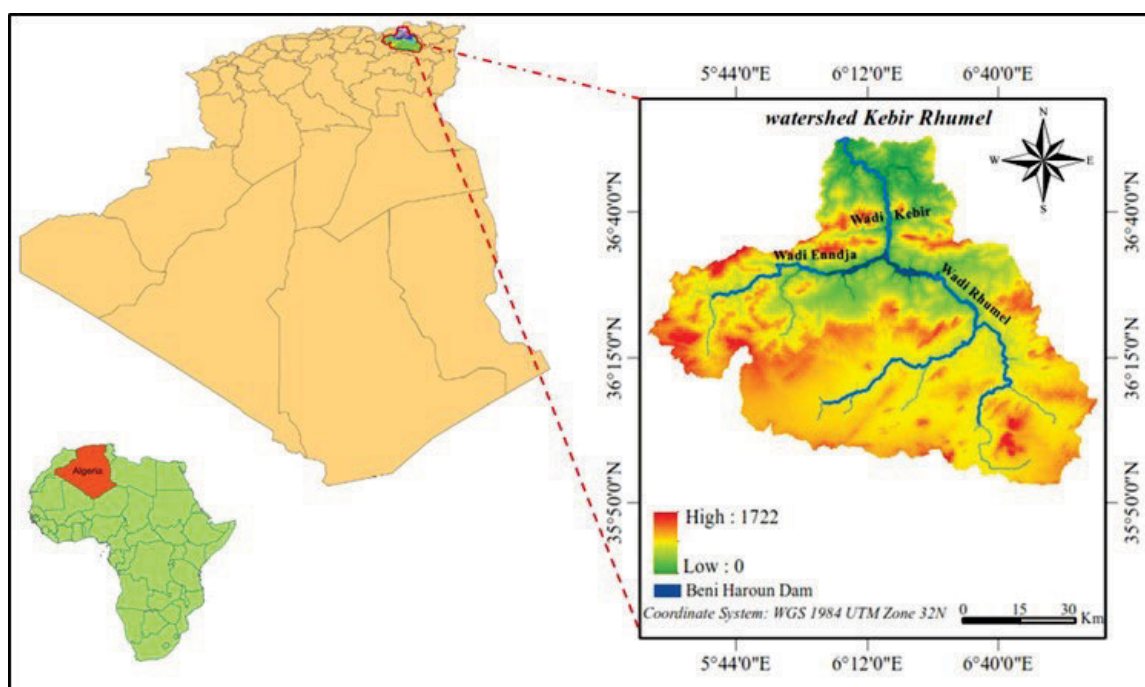 Algeria
5°44'0"E 6°12'0"E 6°40'0"E
watershed Kebir Rhumel
N
W E
S
36°40'0"N
36°15'0"N
35°50'0"N
36°40'0"N
36°15'0"N
35°50'0"N
Wadi Kebir
Wadi Enndja
Wadi Rhumel
High : 1722
Low : 0
Beni Haroun Dam
Coordinate System: WGS 1984 UTM Zone 32N
0 15 30
Km
5°44'0"E 6°12'0"E 6°40'0"E